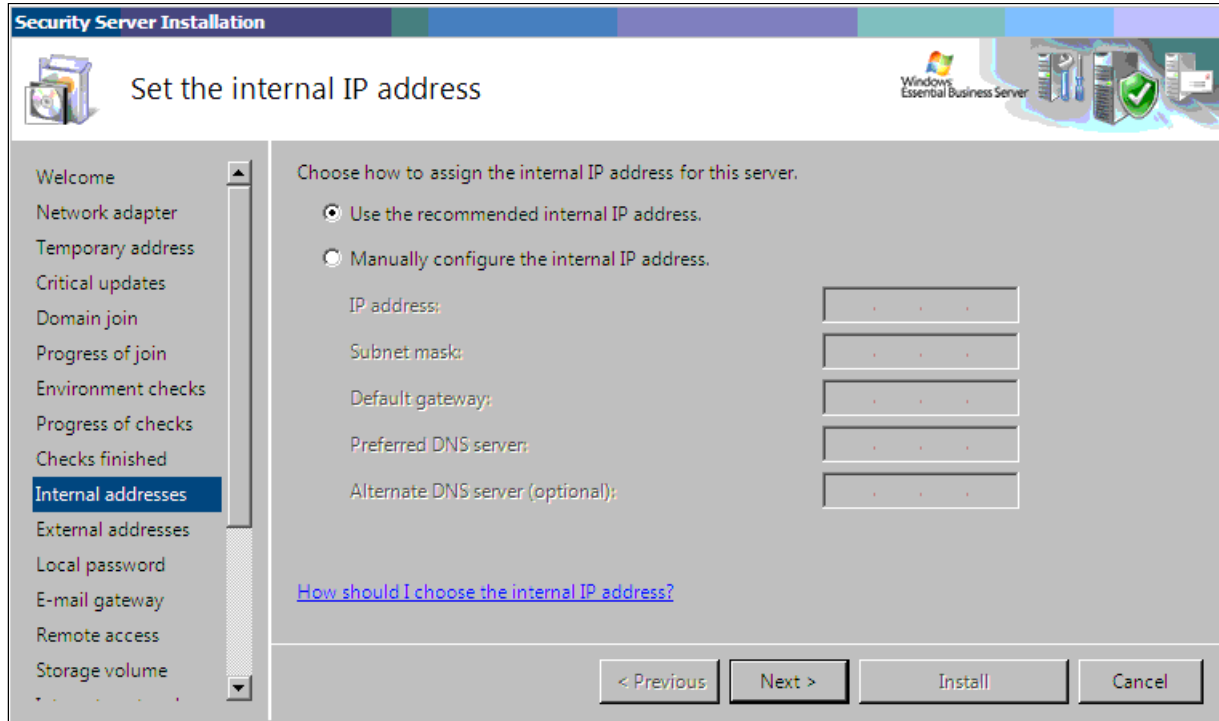 Security Server Installation
Set the internal IP address
Windows
Essential Business Server
Welcome
Network adapter
Temporary address
Critical updates
Domain join
Progress of join
Environment checks
Progress of checks
Checks finished
Internal addresses
External addresses
Local password
E-mail gateway
Remote access
Storage volume
Choose how to assign the internal IP address for this server.
Use the recommended internal IP address.
Manually configure the internal IP address.
IP address:
Subnet mask:
Default gateway:
Preferred DNS server:
Alternate DNS server (optional):
How should I choose the internal IP address?
< Previous
Next >
Install
Cancel